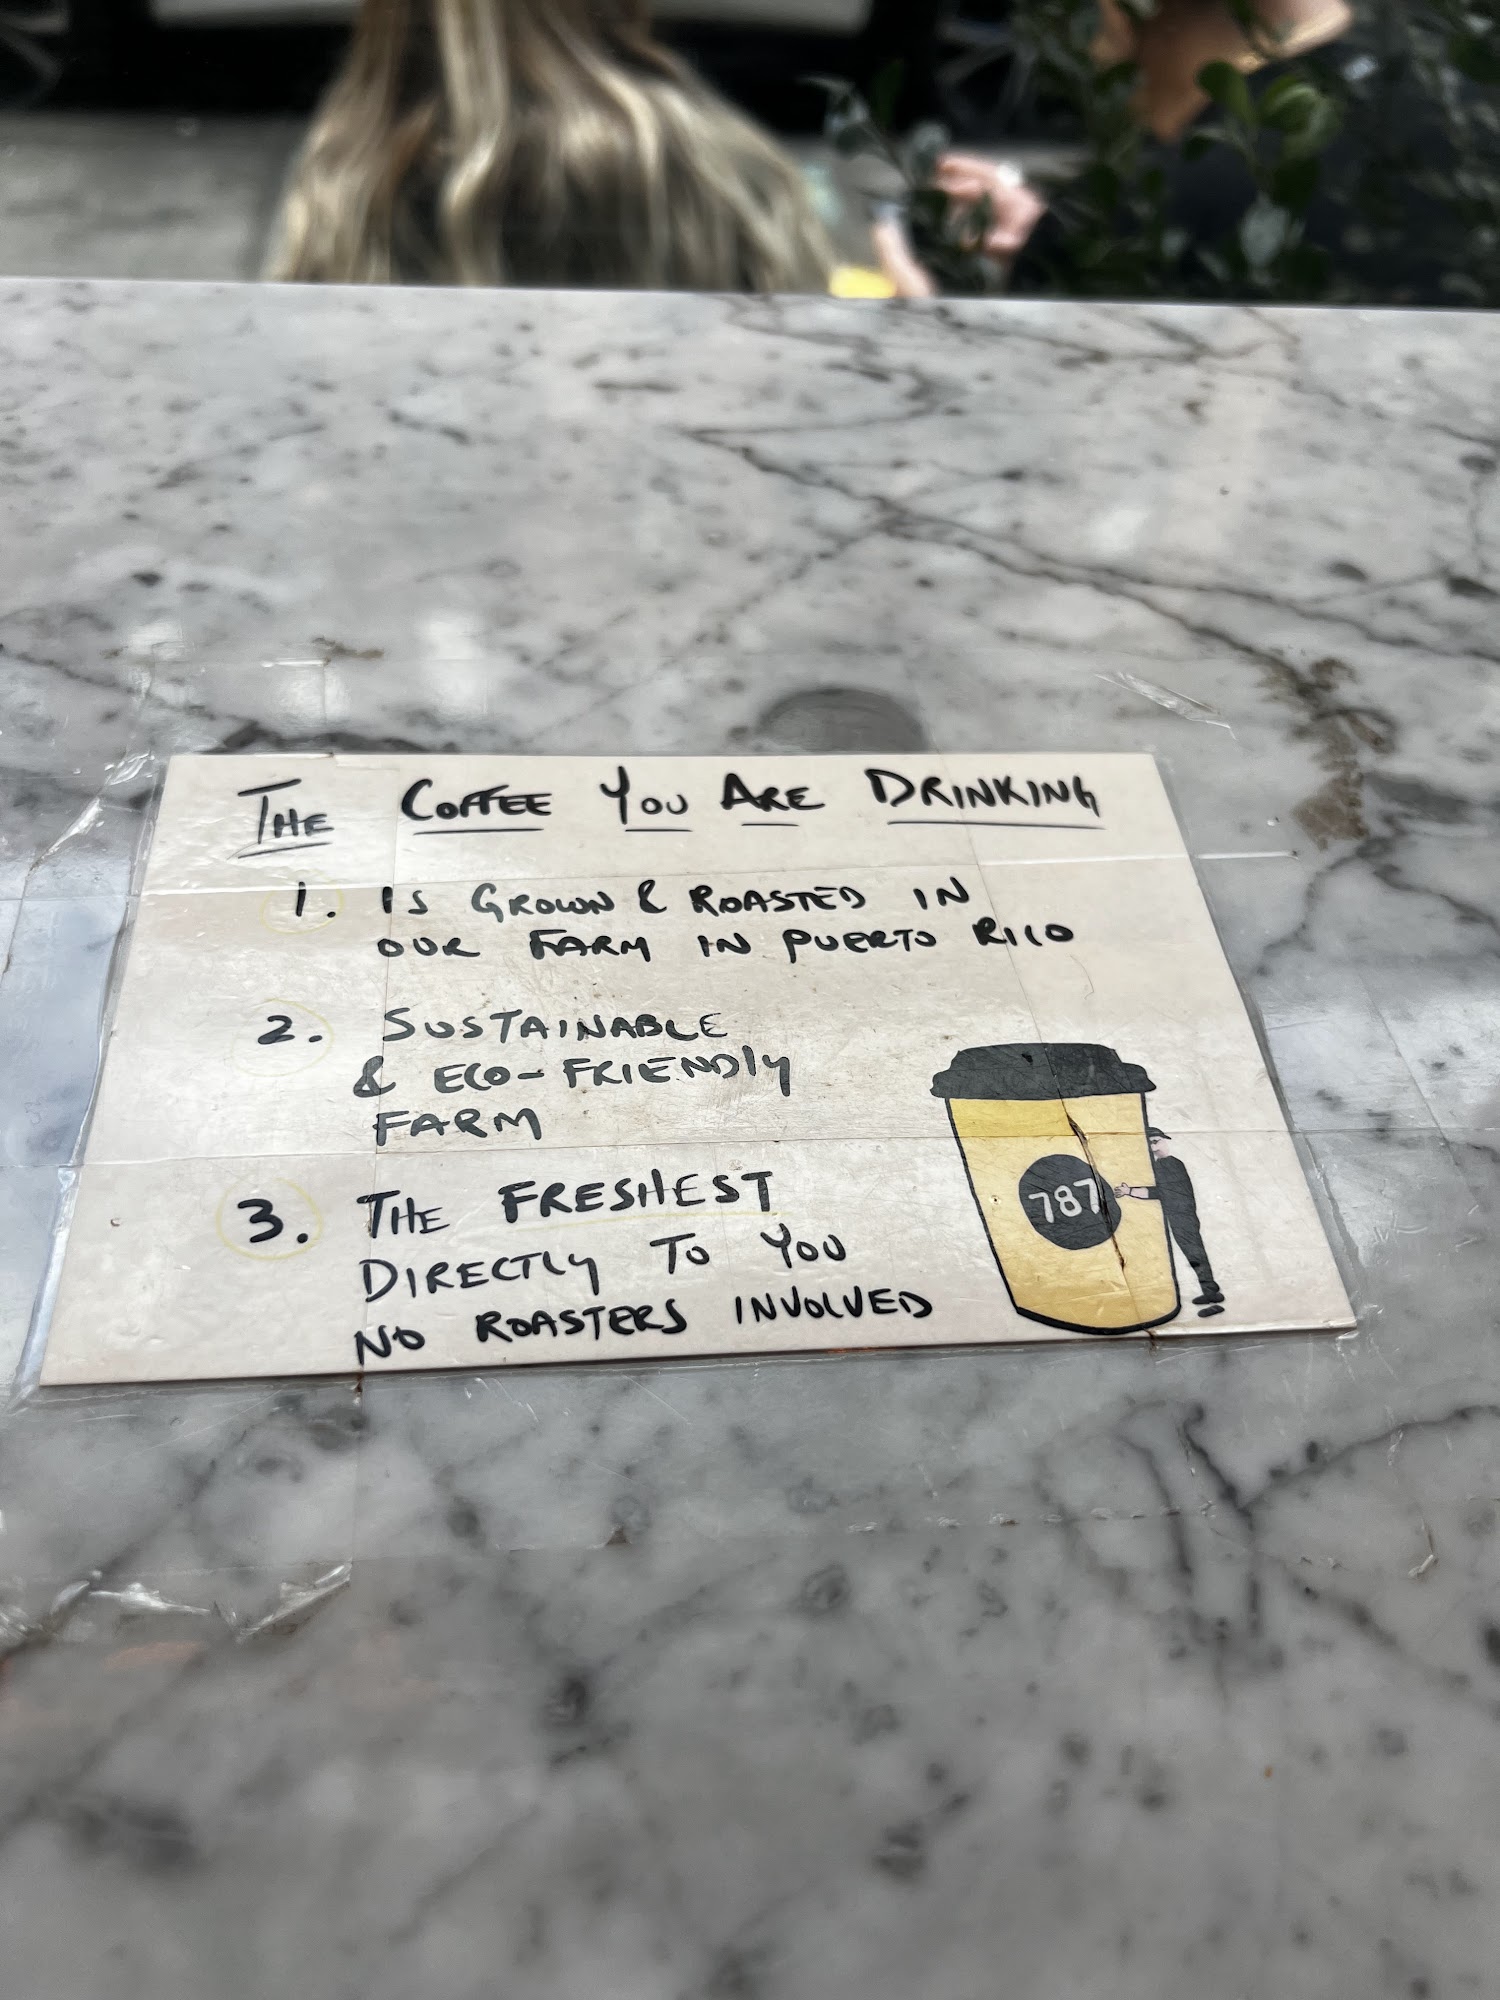 THE COFFEE YOU ARE DRINKING
1. IS GROWN & ROASTED IN
OUR FARM IN PUERTO RICO
2. SUSTAINABLE
& ECO-FRIENDLY
FARM
3. THE FRESHEST
DIRECTLY TO YOU
NO ROASTERS INVOLVED
787